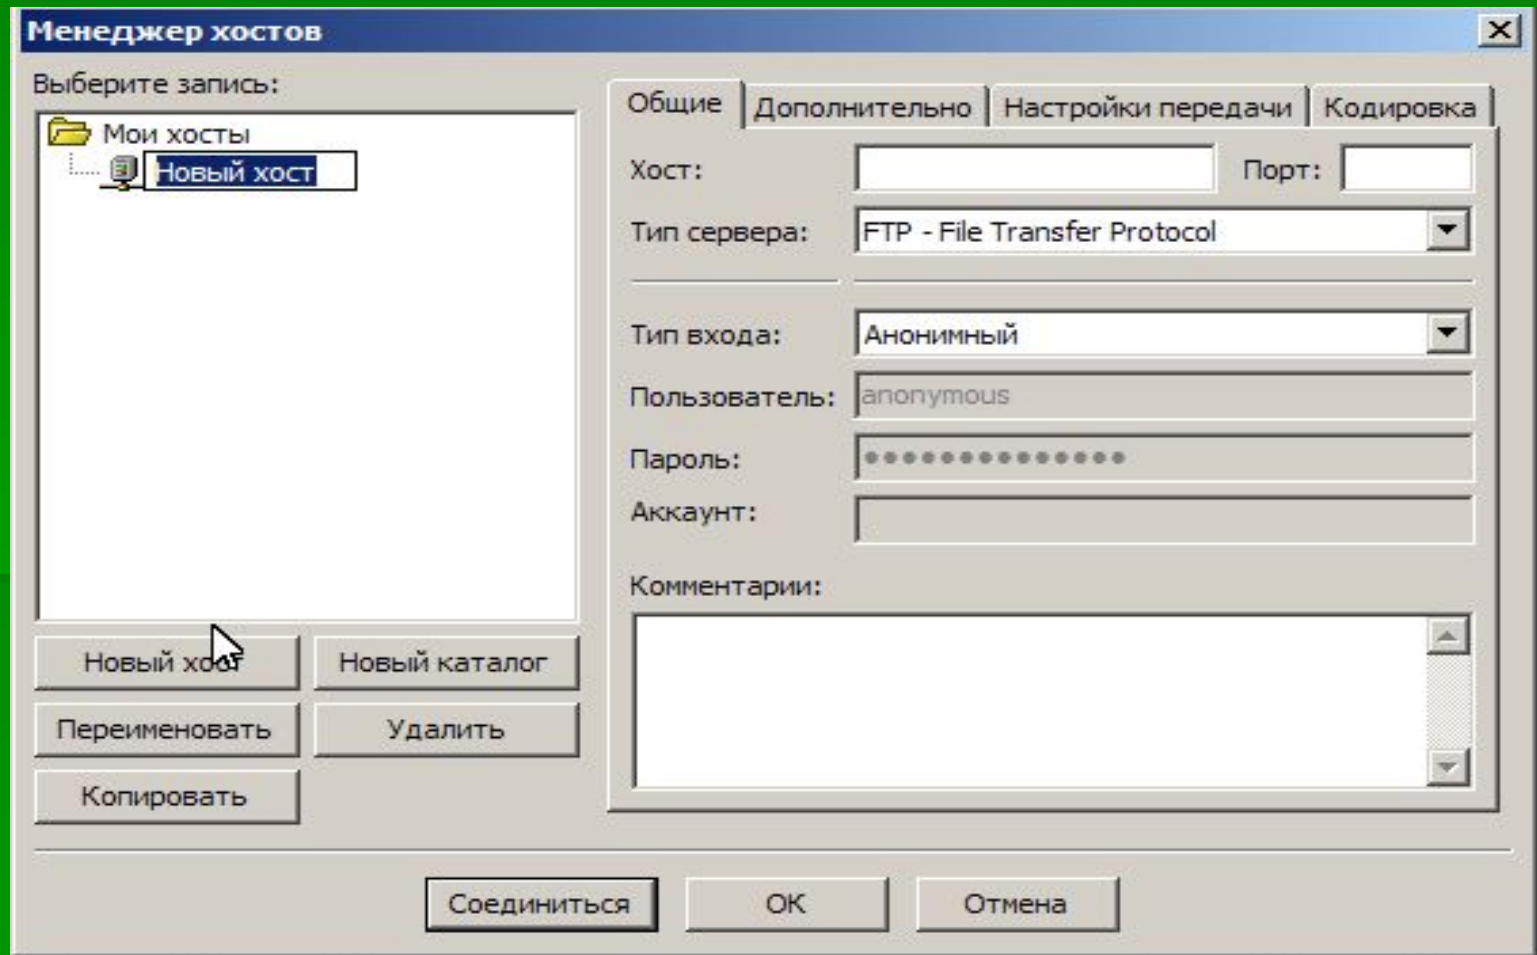 Менеджер хостов
Выберите запись:
Мои хосты
Новый хост
Новый хост
Новый каталог
Переименовать
Удалить
Копировать
Общие
Дополнительно
Настройки передачи
Кодировка
Хост:
Порт:
Тип сервера:
FTP - File Transfer Protocol
Тип входа:
Анонимный
Пользователь:
anonymous
Пароль:
●●●●●●●●●●●●●●
Аккаунт:
Комментарии:
Соединиться
OK
Отмена